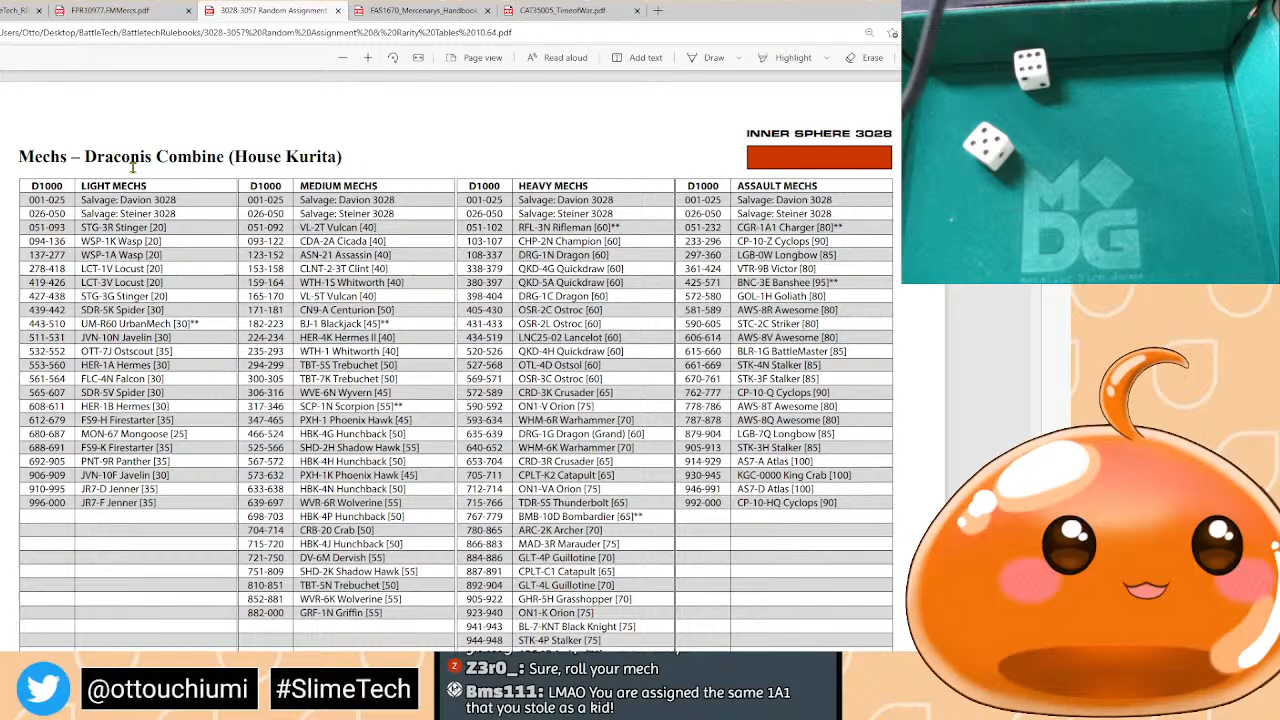 eTech_RI
FPR10977.FMMercs.pdf
3028-3057 Random Assignment
FAS1670_Mercenarys_Handbook
CAT35005_TimeofWar.pdf
Jsers/Otto/Desktop/BattleTech/BattletechRulebooks/3028-3057%20Random%20Assignment%20&%20Rarity%20Tables%2010.64.pdf
Page view
Read aloud
Add text
Draw
Highlight
Erase
INNER SPHERE 3028
Mechs – Draconis Combine (House Kurita)
D1000 LIGHT MECHS D1000 MEDIUM MECHS D1000 HEAVY MECHS D1000 ASSAULT MECHS
001-025 Salvage: Davion 3028 001-025 Salvage: Davion 3028 001-025 Salvage: Davion 3028 001-025 Salvage: Davion 3028
026-050 Salvage: Steiner 3028 026-050 Salvage: Steiner 3028 026-050 Salvage: Steiner 3028 026-050 Salvage: Steiner 3028
051-093 STG-3R Stinger [20] 051-092 VL-2T Vulcan [40] 051-102 RFL-3N Rifleman [60]** 051-232 CGR-1A1 Charger [80]**
094-136 WSP-1K Wasp [20] 093-122 CDA-2A Cicada [40] 103-107 CHP-2N Champion [60] 233-296 CP-10-Z Cyclops [90]
137-277 WSP-1A Wasp [20] 123-152 ASN-21 Assassin [40] 108-337 DRG-1N Dragon [60] 297-360 LGB-0W Longbow [85]
278-418 LCT-1V Locust [20] 153-158 CLNT-2-3T Clint [40] 338-379 QKD-4G Quickdraw [60] 361-424 VTR-9B Victor [80]
419-426 LCT-3V Locust [20] 159-164 WTH-1S Whitworth [40] 380-397 QKD-5A Quickdraw [60] 425-571 BNC-3E Banshee [95]**
427-438 STG-3G Stinger [20] 165-170 VL-5T Vulcan [40] 398-404 DRG-1C Dragon [60] 572-580 GOL-1H Goliath [80]
439-442 SDR-5K Spider [30] 171-181 CN9-A Centurion [50] 405-430 OSR-2C Ostroc [60] 581-589 AWS-8R Awesome [80]
443-510 UM-R60 UrbanMech [30]** 182-223 BJ-1 Blackjack [45]** 431-433 OSR-2L Ostroc [60] 590-605 STC-2C Striker [80]
511-531 JVN-10N Javelin [30] 224-234 HER-4K Hermes II [40] 434-519 LNC25-02 Lancelot [60] 606-614 AWS-8V Awesome [80]
532-552 OTT-7J Ostscout [35] 235-293 WTH-1 Whitworth [40] 520-526 QKD-4H Quickdraw [60] 615-660 BLR-1G BattleMaster [85]
553-560 HER-1A Hermes [30] 294-299 TBT-5S Trebuchet [50] 527-568 OTL-4D Ostsol [60] 661-669 STK-4N Stalker [85]
561-564 FLC-4N Falcon [30] 300-305 TBT-7K Trebuchet [50] 569-571 OSR-3C Ostroc [60] 670-761 STK-3F Stalker [85]
565-607 SDR-5V Spider [30] 306-316 WVE-6N Wyvern [45] 572-589 CRD-3K Crusader [65] 762-777 CP-10-Q Cyclops [90]
608-611 HER-1B Hermes [30] 317-346 SCP-1N Scorpion [55]** 590-592 ON1-V Orion [75] 778-786 AWS-8T Awesome [80]
612-679 FS9-H Firestarter [35] 347-465 PXH-1 Phoenix Hawk [45] 593-634 WHM-6R Warhammer [70] 787-878 AWS-8Q Awesome [80]
680-687 MON-67 Mongoose [25] 466-524 HBK-4G Hunchback [50] 635-639 DRG-1G Dragon (Grand) [60] 879-904 LGB-7Q Longbow [85]
688-691 FS9-K Firestarter [35] 525-566 SHD-2H Shadow Hawk [55] 640-652 WHM-6K Warhammer [70] 905-913 STK-3H Stalker [85]
692-905 PNT-9R Panther [35] 567-572 HBK-4H Hunchback [50] 653-704 CRD-3R Crusader [65] 914-929 AS7-A Atlas [100]
906-909 JVN-10F Javelin [30] 573-632 PXH-1K Phoenix Hawk [45] 705-711 CPLT-K2 Catapult [65] 930-945 KGC-0000 King Crab [100]
910-995 JR7-D Jenner [35] 633-638 HBK-4N Hunchback [50] 712-714 ON1-VA Orion [75] 946-991 AS7-D Atlas [100]
996-000 JR7-F Jenner [35] 639-697 WVR-6R Wolverine [55] 715-766 TDR-5S Thunderbolt [65] 992-000 CP-10-HQ Cyclops [90]
698-703 HBK-4P Hunchback [50] 767-779 BMB-10D Bombardier [65]**
704-714 CRB-20 Crab [50] 780-865 ARC-2K Archer [70]
715-720 HBK-4J Hunchback [50] 866-883 MAD-3R Marauder [75]
721-750 DV-6M Dervish [55] 884-886 GLT-4P Guillotine [70]
751-809 SHD-2K Shadow Hawk [55] 887-891 CPLT-C1 Catapult [65]
810-851 TBT-5N Trebuchet [50] 892-904 GLT-4L Guillotine [70]
852-881 WVR-6K Wolverine [55] 905-922 GHR-5H Grasshopper [70]
882-000 GRF-1N Griffin [55] 923-940 ON1-K Orion [75]
941-943 BL-7-KNT Black Knight [75]
944-948 STK-4P Stalker [75]
M DG
@ottouchiumi
#SlimeTech
Z3r0_: Sure, roll your mech
Bms111: LMAO You are assigned the same 1A1
that you stole as a kid!